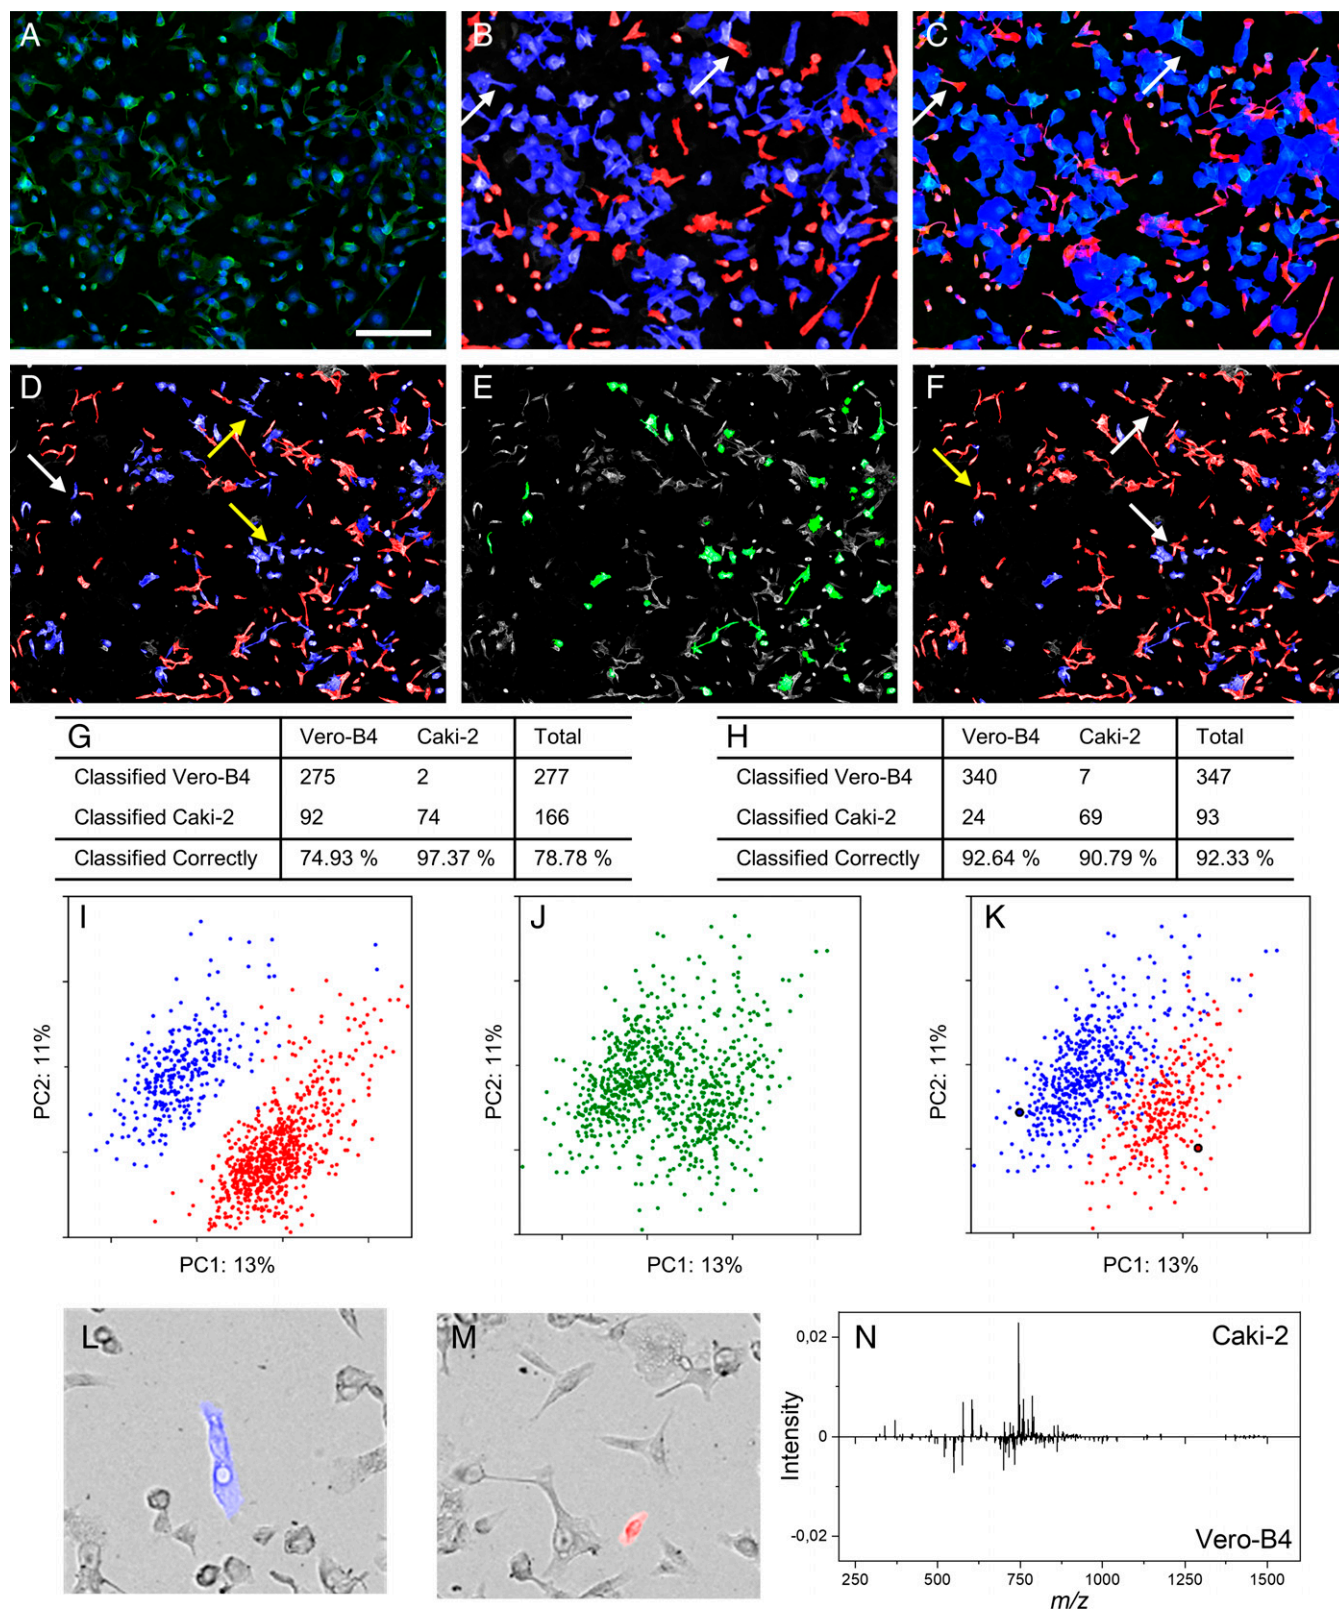 A
B
C
D
E
F
G Vero-B4 Caki-2 Total
Classified Vero-B4 275 2 277
Classified Caki-2 92 74 166
Classified Correctly 74.93 % 97.37 % 78.78 %
H Vero-B4 Caki-2 Total
Classified Vero-B4 340 7 347
Classified Caki-2 24 69 93
Classified Correctly 92.64 % 90.79 % 92.33 %
I
PC2: 11%
PC1: 13%
J
PC2: 11%
PC1: 13%
K
PC2: 11%
PC1: 13%
L
M
N
Caki-2
Vero-B4
Intensity
0,02
0
-0,02
250 500 750 1000 1250 1500
m/z